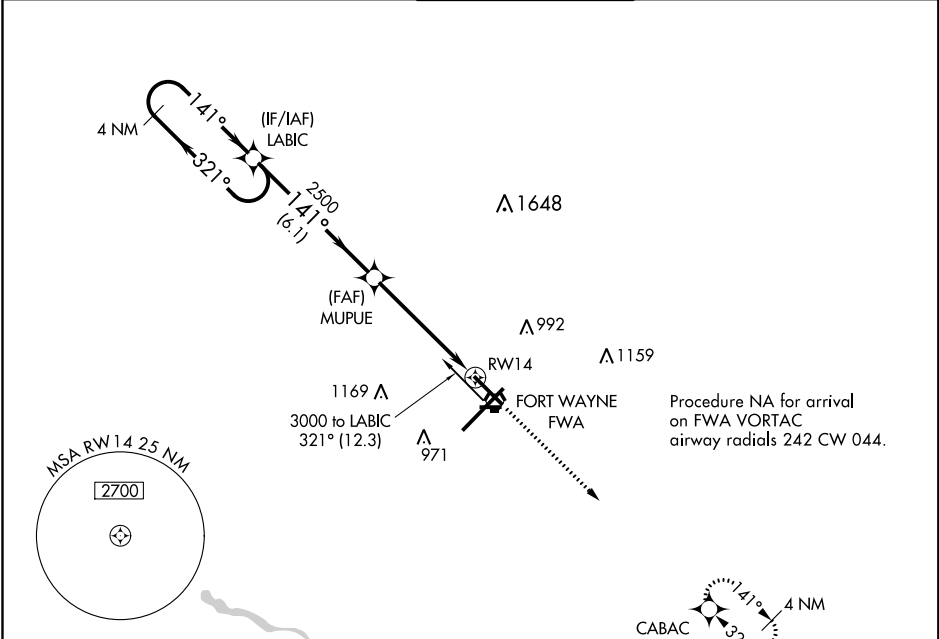 141°
4 NM
321°
(IF/IAF)
LABIC
2500
141°
(6.1)
1648
(FAF)
MUPUE
992
1159
RW14
1169
FORT WAYNE
FWA
3000 to LABIC
321° (12.3)
971
Procedure NA for arrival
on FWA VORTAC
airway radials 242 CW 044.
MSA RW 14 25 NM
2700
141°
4 NM
CABAC